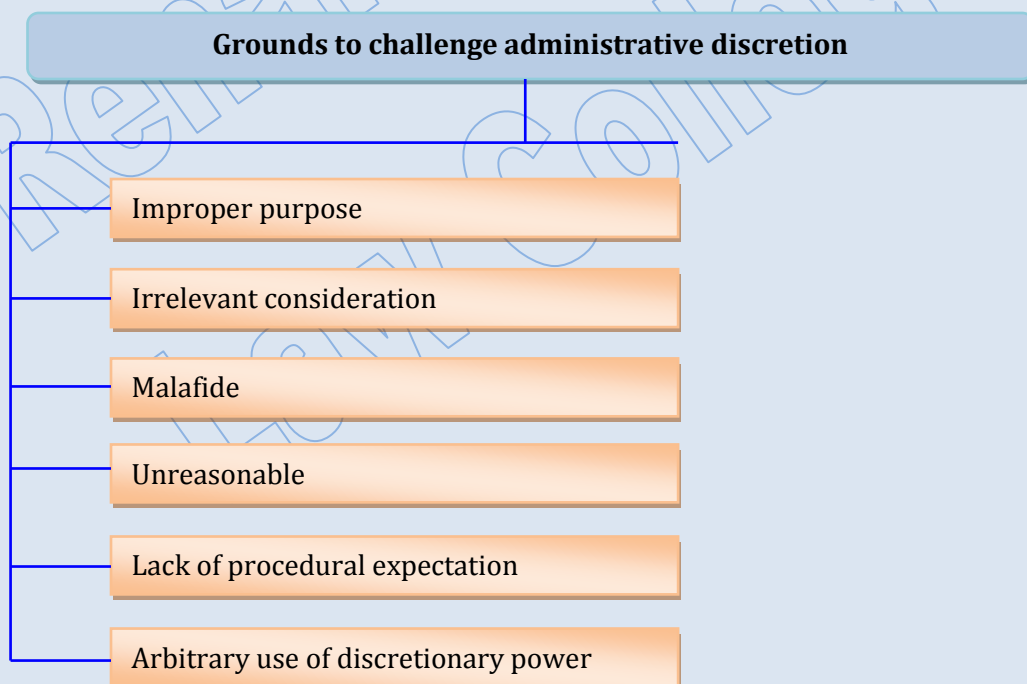 Grounds to challenge administrative discretion
Improper purpose
Irrelevant consideration
Malafide
Unreasonable
Lack of procedural expectation
Arbitrary use of discretionary power